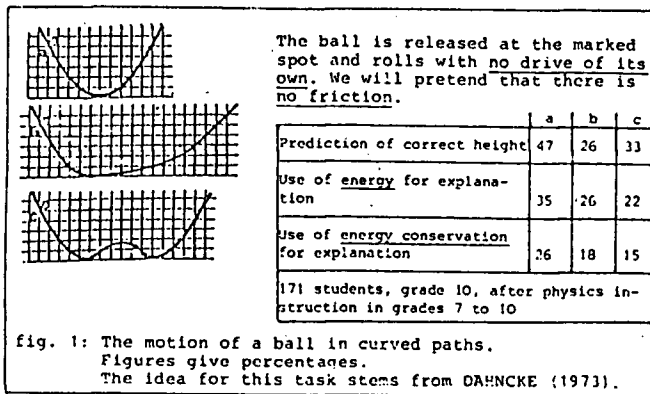 The ball is released at the marked
spot and rolls with no drive of its
own. We will pretend that there is
no friction.
a b c
Prediction of correct height 47 26 33
Use of energy for explana-
tion 35 26 22
Use of energy conservation
for explanation 26 18 15
171 students, grade 10, after physics in-
struction in grades 7 to 10
fig. 1: The motion of a ball in curved paths.
Figures give percentages.
The idea for this task stems from DAHNCKE (1973).